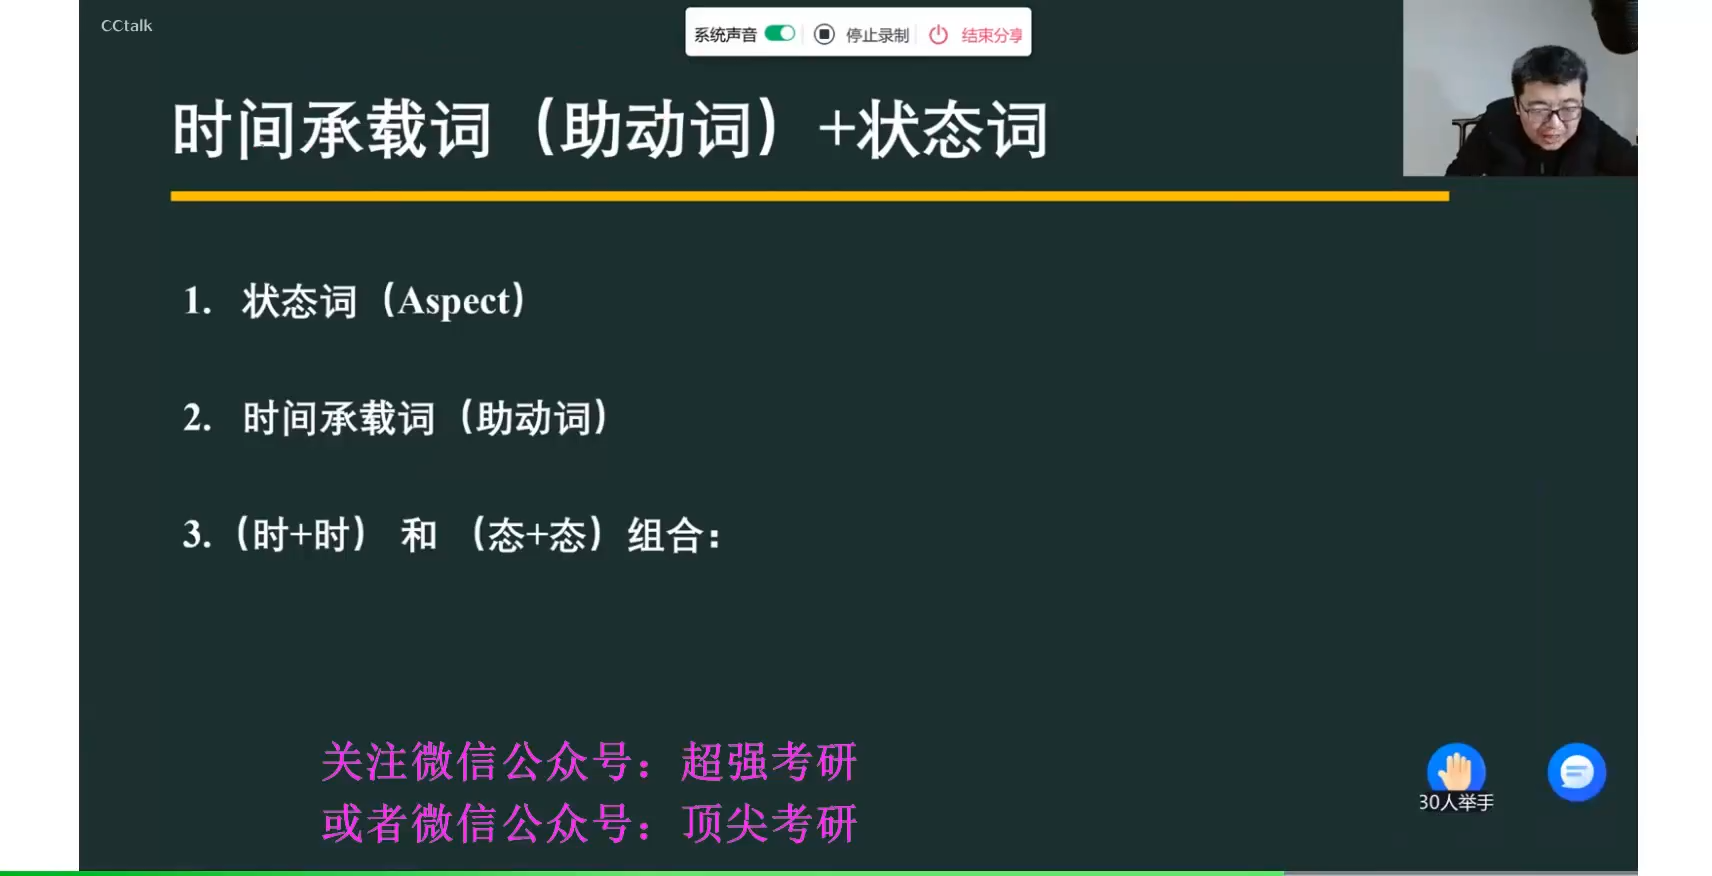 CCtalk
系统声音 停止录制 结束分享
时间承载词（助动词）+状态词
1. 状态词（Aspect）
2. 时间承载词（助动词）
3.（时+时） 和 （态+态）组合：
关注微信公众号：超强考研
或者微信公众号：顶尖考研
30人举手